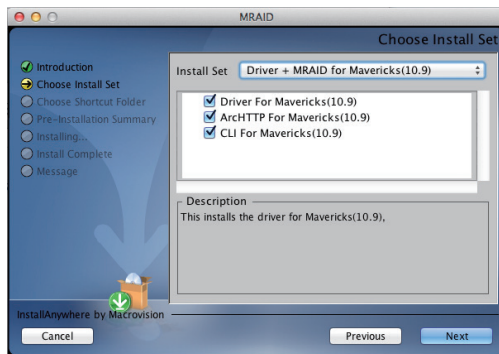 MRAID
Choose Install Set
Introduction
Choose Install Set
Choose Shortcut Folder
Pre-Installation Summary
Installing...
Install Complete
Message
Install Set
Driver + MRAID for Mavericks(10.9)
Driver For Mavericks(10.9)
ArcHTTP For Mavericks(10.9)
CLI For Mavericks(10.9)
Description
This installs the driver for Mavericks(10.9),
InstallAnywhere by Macrovision
Cancel
Previous
Next